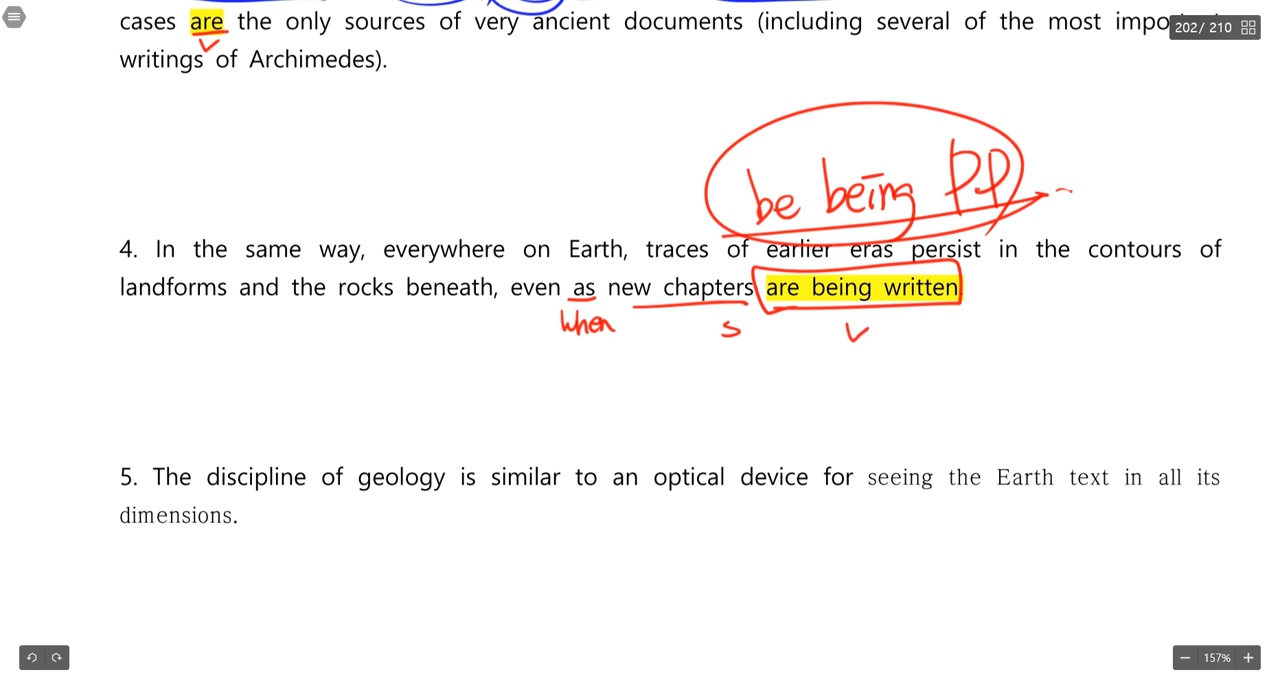 cases are the only sources of very ancient documents (including several of the most impo
202 / 210
v
writings of Archimedes).
be being pp
4. In the same way, everywhere on Earth, traces of earlier eras persist in the contours of
landforms and the rocks beneath, even as new chapters are being written
when s v
5. The discipline of geology is similar to an optical device for seeing the Earth text in all its
dimensions.
157%